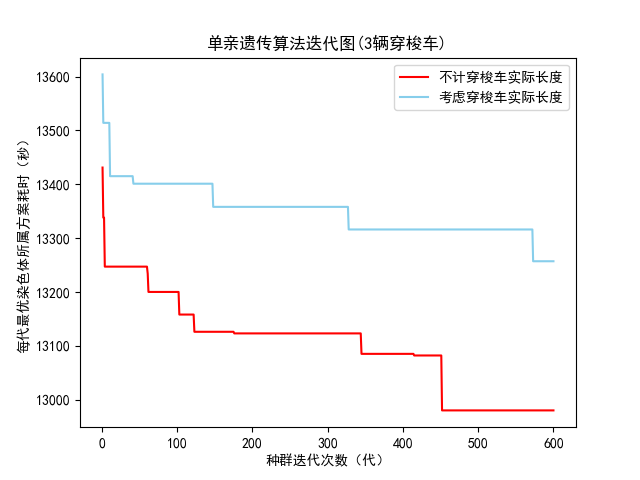 单亲遗传算法迭代图(3辆穿梭车)
不计穿梭车实际长度
考虑穿梭车实际长度
每代最优染色体所属方案耗时（秒）
13600
13500
13400
13300
13200
13100
13000
0 100 200 300 400 500 600
种群迭代次数（代）